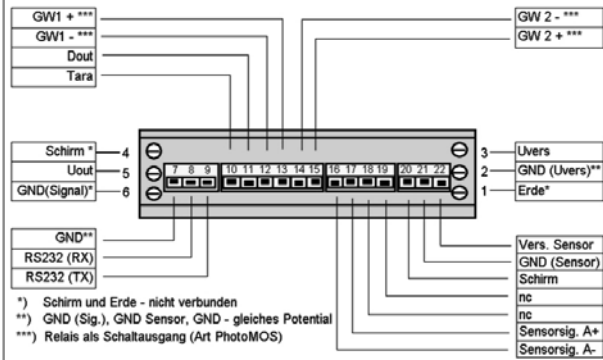 GW1 + ***
GW1 - ***
Dout
Tara
GW 2 - ***
GW 2 + ***
Schirm * 4
Uout 5
GND(Signal)* 6
7 8 9 10 11 12 13 14 15 16 17 18 19 20 21 22
3 Uvers
2 GND (Uvers)**
1 Erde*
GND**
RS232 (RX)
RS232 (TX)
Vers. Sensor
GND (Sensor)
Schirm
nc
nc
Sensorsig. A+
Sensorsig. A-
*) Schirm und Erde - nicht verbunden
**) GND (Sig.), GND Sensor, GND - gleiches Potential
***) Relais als Schaltausgang (Art PhotoMOS)